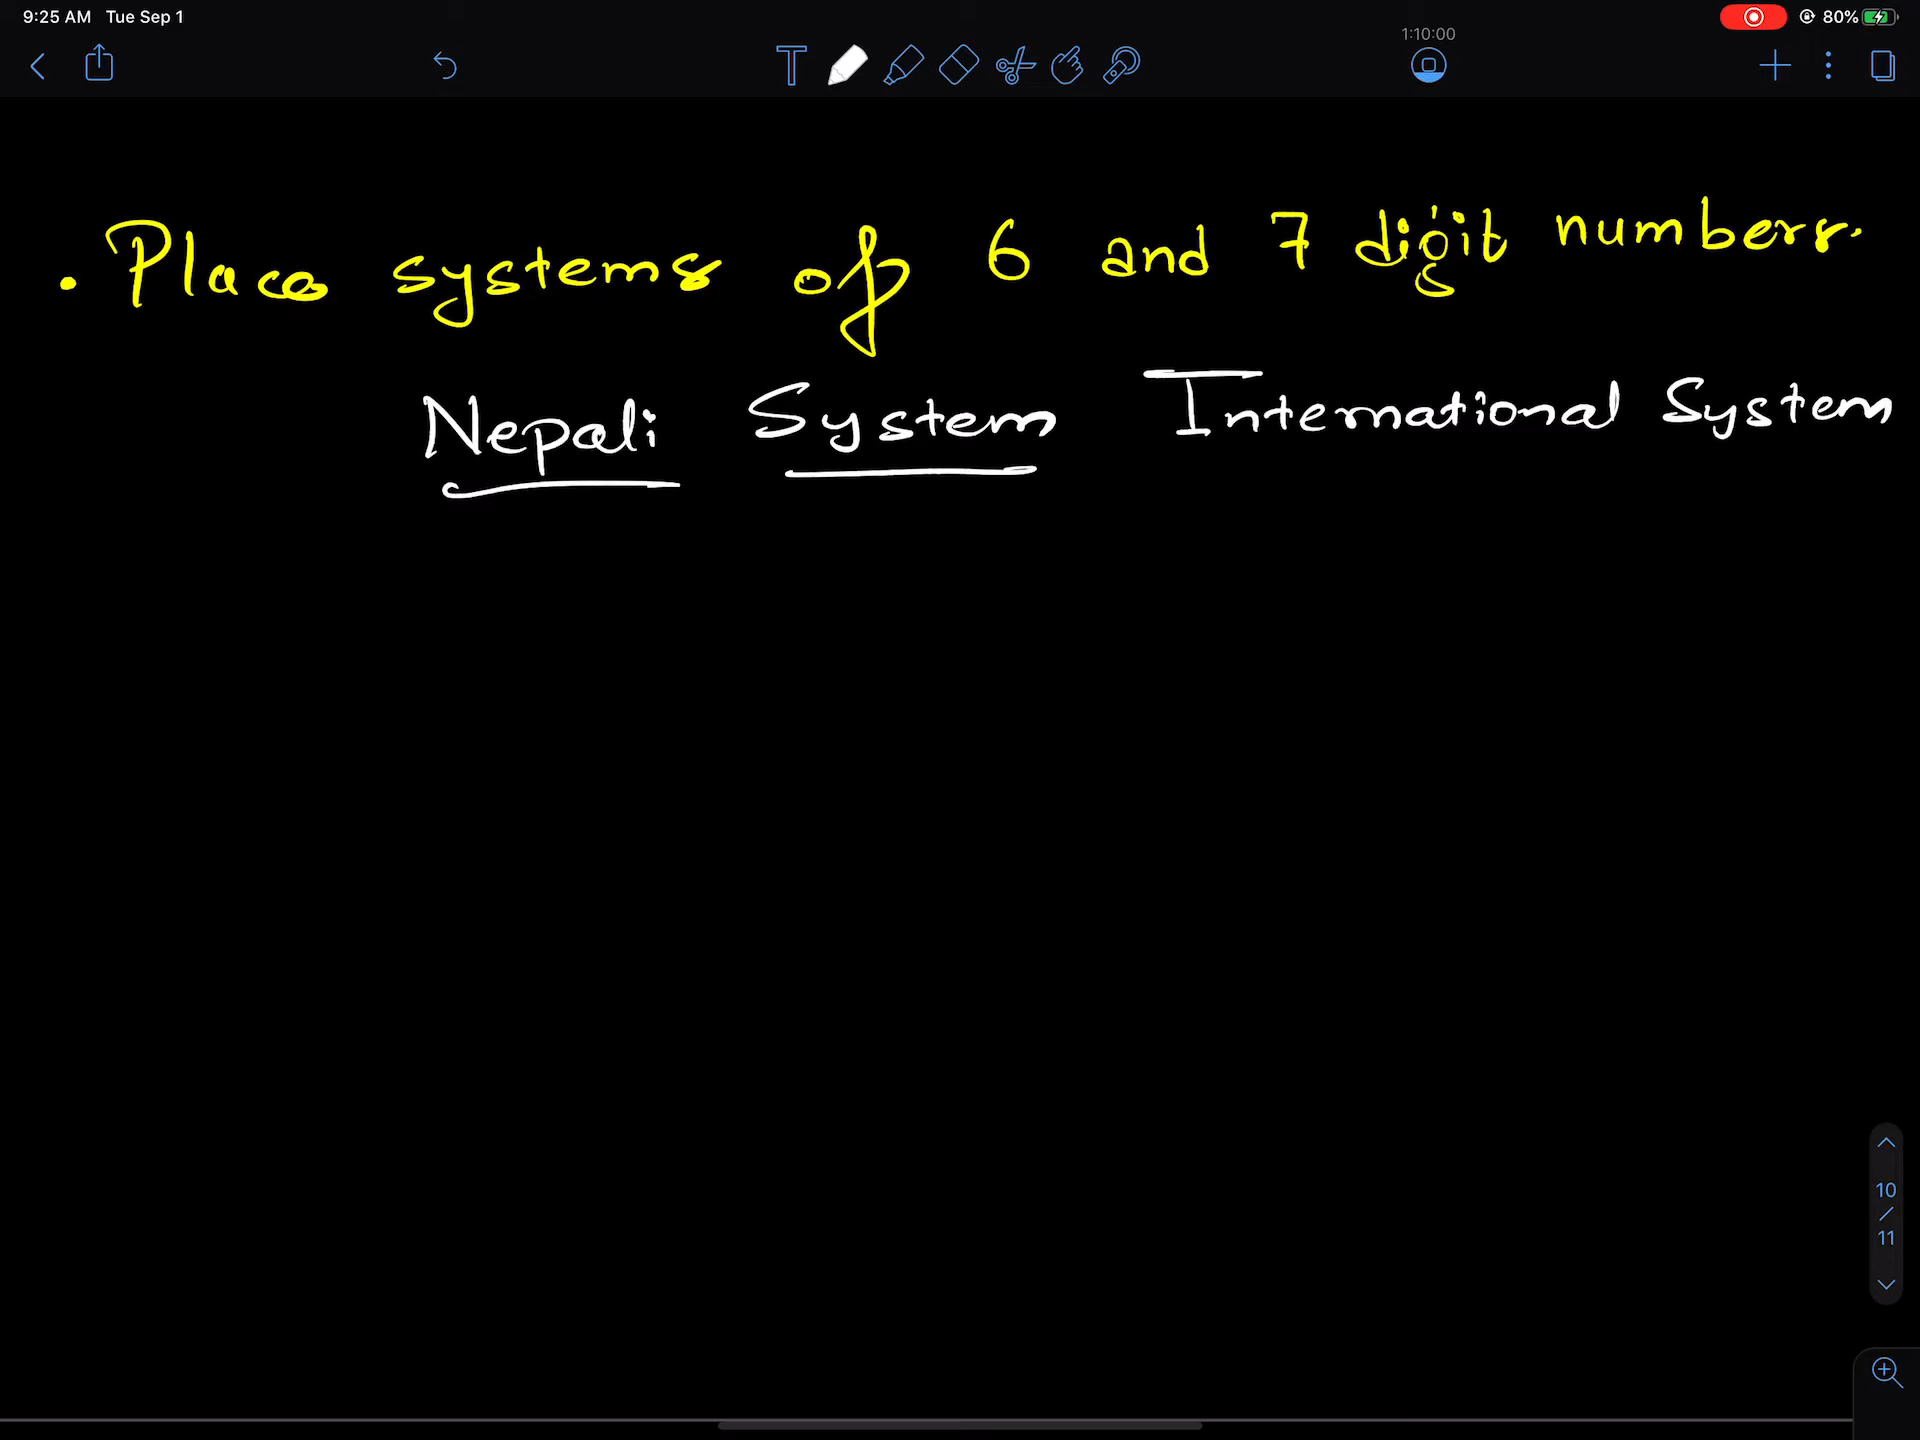 9:25 AM Tue Sep 1
80%
1:10:00
. Place systems of 6 and 7 digit numbers.
Nepali System International System
10
/
11